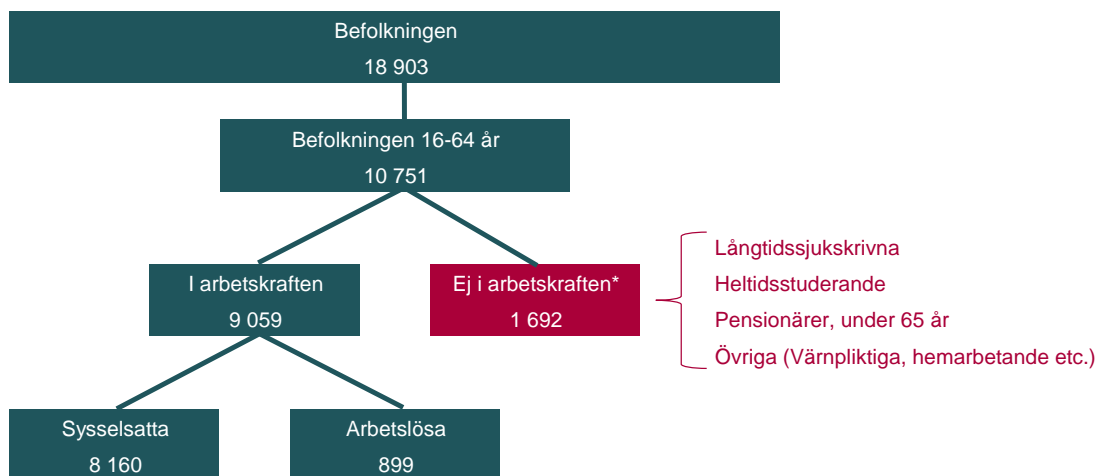 Befolkningen
18 903
Befolkningen 16-64 år
10 751
I arbetskraften
9 059
Ej i arbetskraften*
1 692
Långtidssjukskrivna
Heltidsstuderande
Pensionärer, under 65 år
Övriga (Värnpliktiga, hemarbetande etc.)
Sysselsatta
8 160
Arbetslösa
899